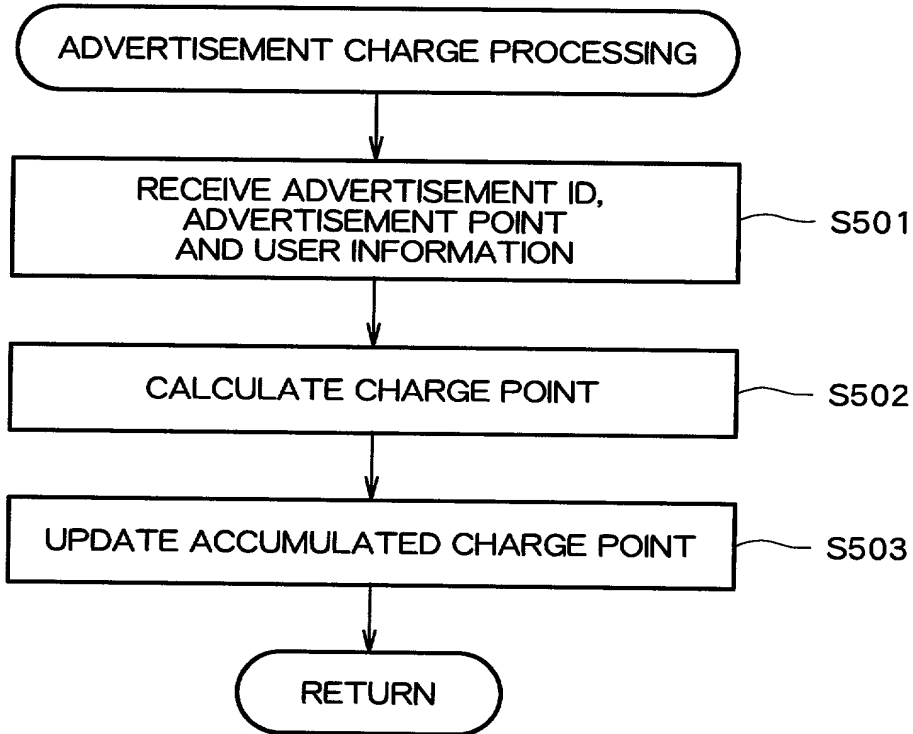 ADVERTISEMENT CHARGE PROCESSING
RECEIVE ADVERTISEMENT ID,
ADVERTISEMENT POINT
AND USER INFORMATION
S501
CALCULATE CHARGE POINT
S502
UPDATE ACCUMULATED CHARGE POINT
S503
RETURN